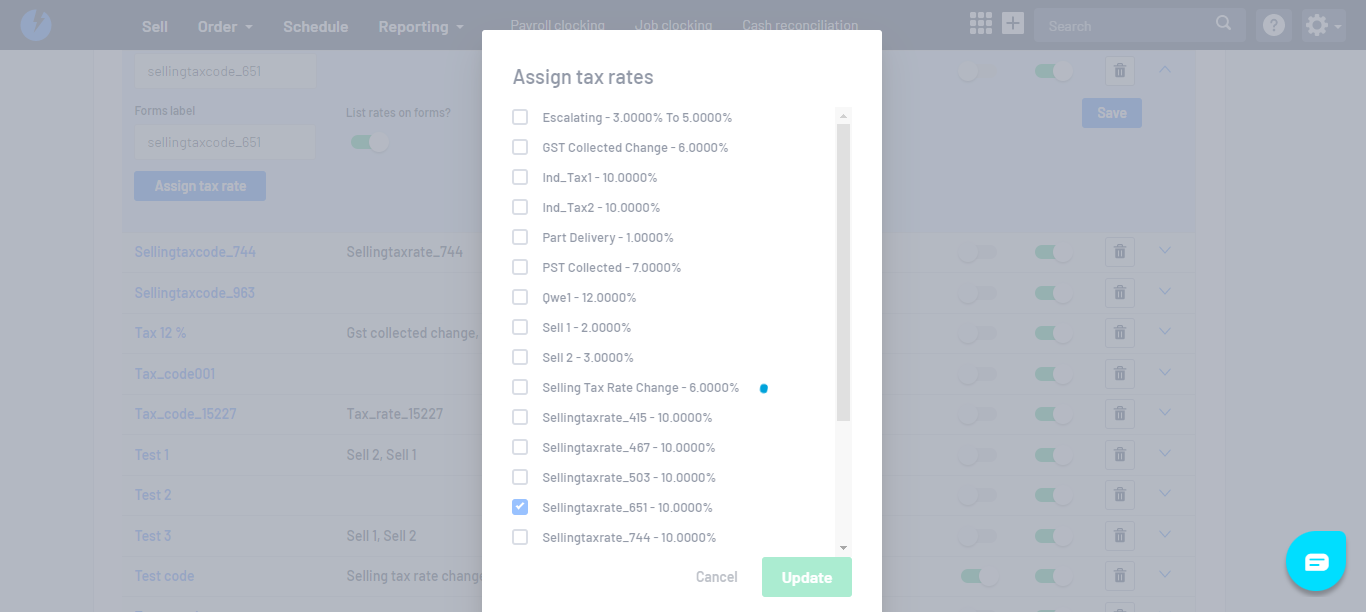 Sell Order Schedule Reporting Payroll clocking Job clocking Cash reconciliation Search
sellingtaxcode_651
Forms label List rates on forms? Save
sellingtaxcode_651
Assign tax rate
Sellingtaxcode_744 Sellingtaxrate_744
Sellingtaxcode_963
Tax 12 % Gst collected change,
Tax_code001
Tax_code_15227 Tax_rate_15227
Test 1 Sell 2, Sell 1
Test 2
Test 3 Sell 1, Sell 2
Test code Selling tax rate change
Assign tax rates
Escalating - 3.0000% To 5.0000%
GST Collected Change - 6.0000%
Ind_Tax1 - 10.0000%
Ind_Tax2 - 10.0000%
Part Delivery - 1.0000%
PST Collected - 7.0000%
Qwe1 - 12.0000%
Sell 1 - 2.0000%
Sell 2 - 3.0000%
Selling Tax Rate Change - 6.0000%
Sellingtaxrate_415 - 10.0000%
Sellingtaxrate_467 - 10.0000%
Sellingtaxrate_503 - 10.0000%
Sellingtaxrate_651 - 10.0000%
Sellingtaxrate_744 - 10.0000%
Cancel Update